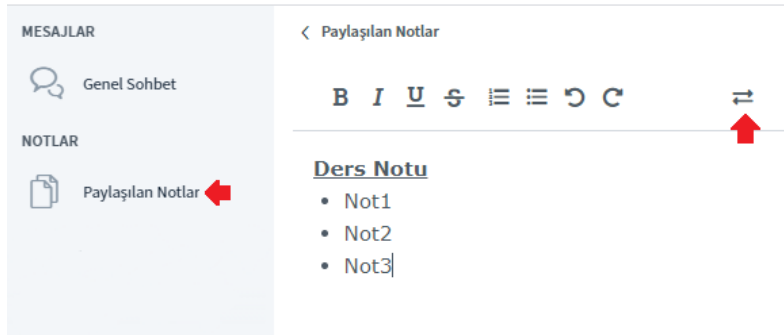 MESAJLAR
Genel Sohbet
NOTLAR
Paylaşılan Notlar
Paylaşılan Notlar
B I U S
Ders Notu
• Not1
• Not2
• Not3